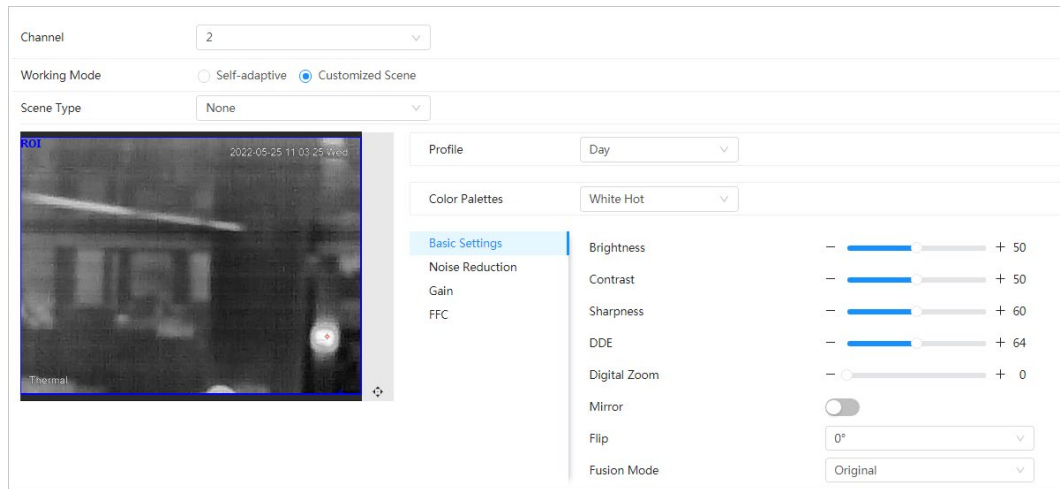 Channel 2
Working Mode Self-adaptive Customized Scene
Scene Type None
ROI
2022-05-25 11 03 25 Wed
Thermal
Profile Day
Color Palettes White Hot
Basic Settings
Noise Reduction
Gain
FFC
Brightness − + 50
Contrast − + 50
Sharpness − + 60
DDE − + 64
Digital Zoom − + 0
Mirror
Flip 0°
Fusion Mode Original